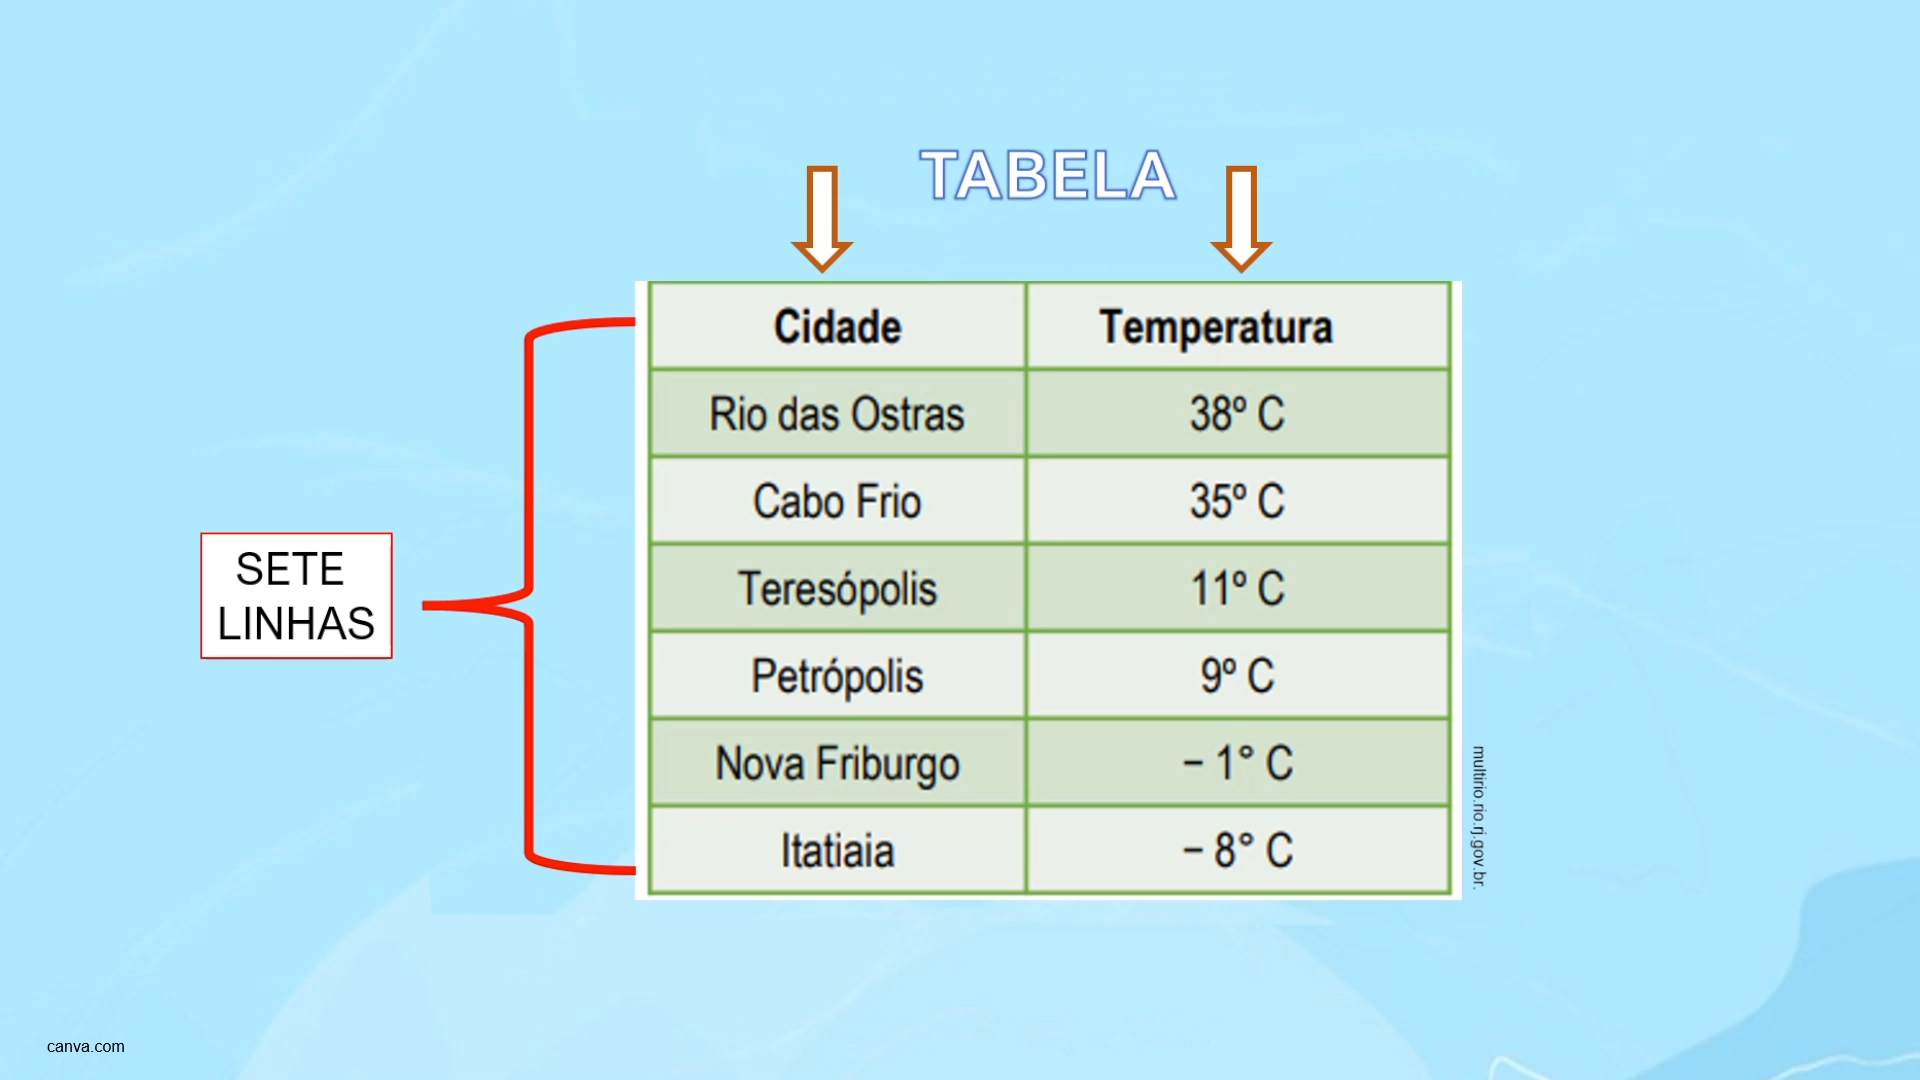 TABELA
Cidade Temperatura
Rio das Ostras 38º C
Cabo Frio 35º C
Teresópolis 11º C
Petrópolis 9º C
Nova Friburgo – 1° C
Itatiaia – 8° C
SETE
LINHAS
multirio.rio.rj.gov.br.
canva.com